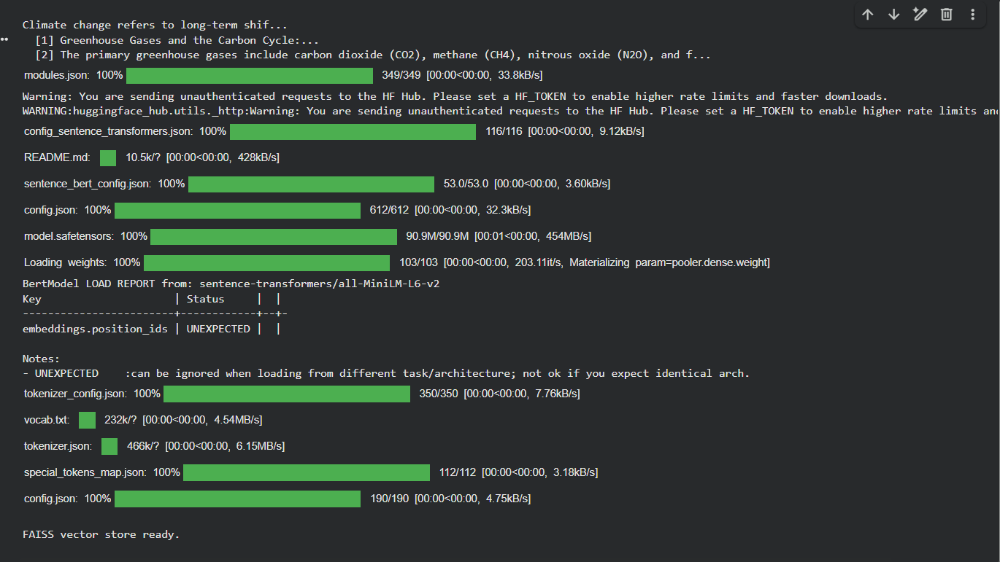 Climate change refers to long-term shif...
[1] Greenhouse Gases and the Carbon Cycle:...
[2] The primary greenhouse gases include carbon dioxide (CO2), methane (CH4), nitrous oxide (N2O), and f...
modules.json: 100% 349/349 [00:00<00:00, 33.8kB/s]
Warning: You are sending unauthenticated requests to the HF Hub. Please set a HF_TOKEN to enable higher rate limits and faster downloads.
WARNING:huggingface_hub.utils._http:Warning: You are sending unauthenticated requests to the HF Hub. Please set a HF_TOKEN to enable higher rate limits an
config_sentence_transformers.json: 100% 116/116 [00:00<00:00, 9.12kB/s]
README.md: 10.5k/? [00:00<00:00, 428kB/s]
sentence_bert_config.json: 100% 53.0/53.0 [00:00<00:00, 3.60kB/s]
config.json: 100% 612/612 [00:00<00:00, 32.3kB/s]
model.safetensors: 100% 90.9M/90.9M [00:01<00:00, 454MB/s]
Loading weights: 100% 103/103 [00:00<00:00, 203.11it/s, Materializing param=pooler.dense.weight]
BertModel LOAD REPORT from: sentence-transformers/all-MiniLM-L6-v2
Key | Status | |
------------------------+------------+--+-
embeddings.position_ids | UNEXPECTED | |
Notes:
- UNEXPECTED :can be ignored when loading from different task/architecture; not ok if you expect identical arch.
tokenizer_config.json: 100% 350/350 [00:00<00:00, 7.76kB/s]
vocab.txt: 232k/? [00:00<00:00, 4.54MB/s]
tokenizer.json: 466k/? [00:00<00:00, 6.15MB/s]
special_tokens_map.json: 100% 112/112 [00:00<00:00, 3.18kB/s]
config.json: 100% 190/190 [00:00<00:00, 4.75kB/s]
FAISS vector store ready.